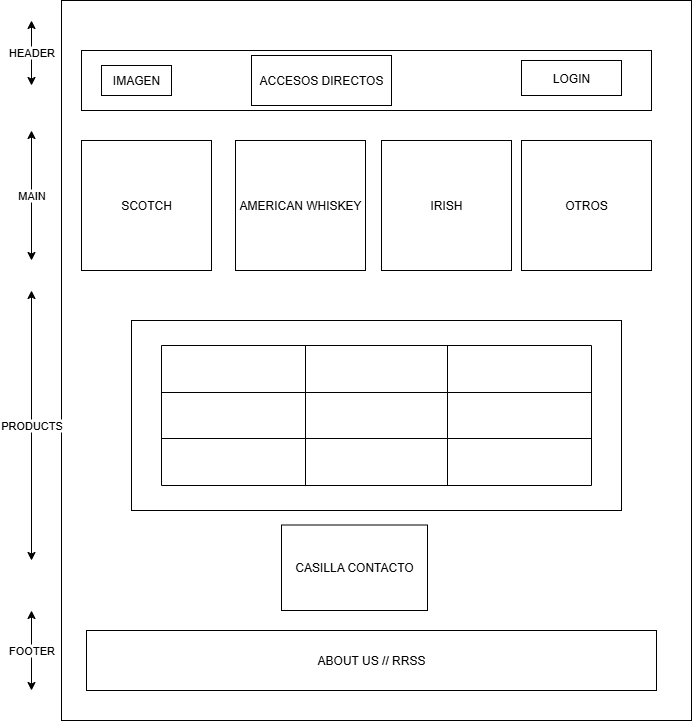 HEADER
IMAGEN
ACCESOS DIRECTOS
LOGIN
MAIN
SCOTCH
AMERICAN WHISKEY
IRISH
OTROS
PRODUCTS
CASILLA CONTACTO
FOOTER
ABOUT US // RRSS